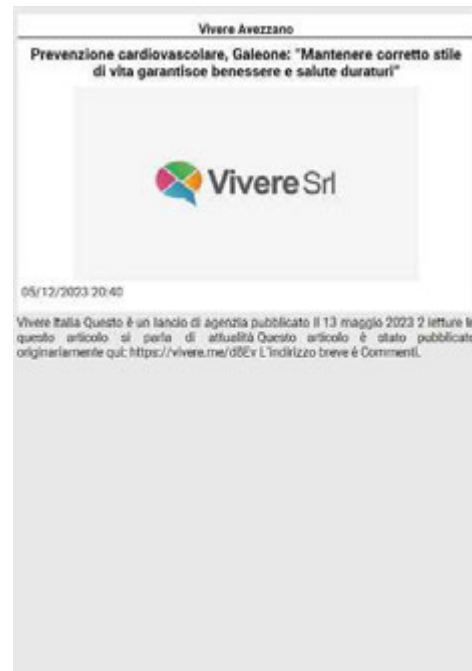 Vivere Avezzano
Prevenzione cardiovascolare, Galeone: "Mantenere corretto stile
di vita garantisce benessere e salute duraturi"
Vivere Srl
05/12/2023 20:40
Vivere Italia Questo è un lancio di agenzia pubblicato il 13 maggio 2023 2 letture In
questo articolo si parla di attualità Questo articolo è stato pubblicato
originariamente qui: https://vivere.me/d8Ev L'indirizzo breve è Commenti.